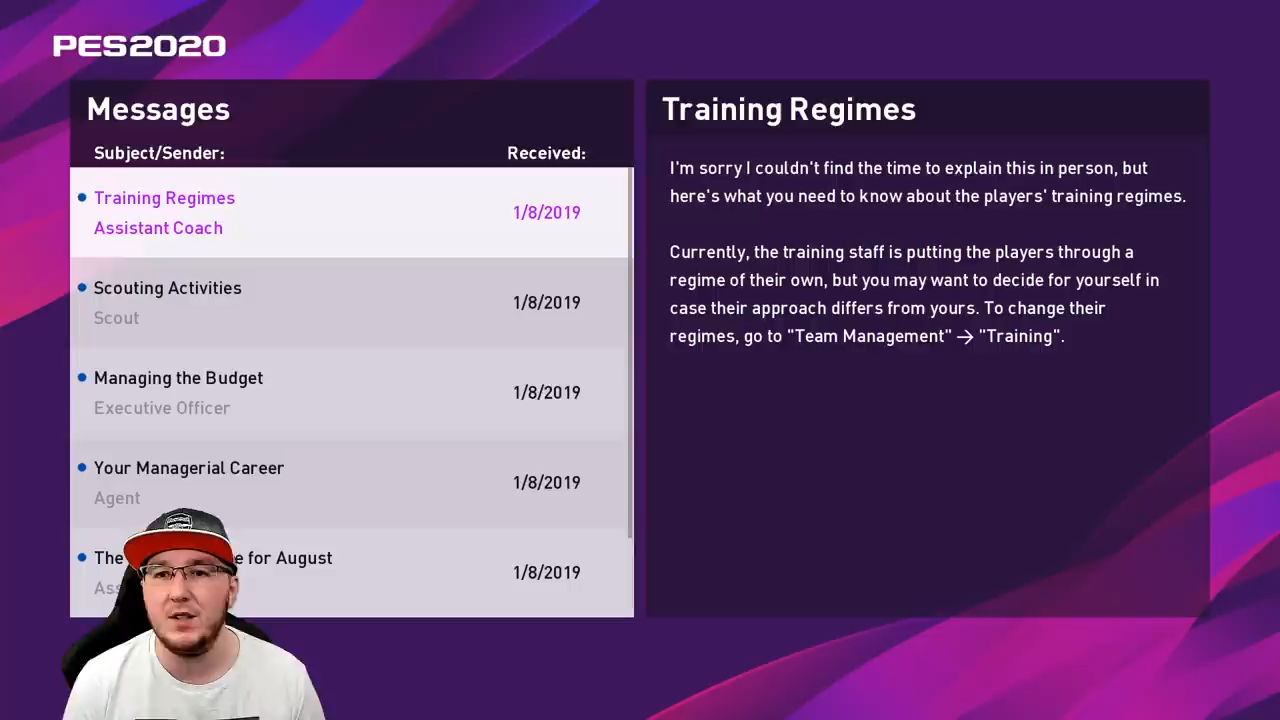 PES2020
Messages
Subject/Sender:
Received:
Training Regimes
Assistant Coach
1/8/2019
Scouting Activities
Scout
1/8/2019
Managing the Budget
Executive Officer
1/8/2019
Your Managerial Career
Agent
1/8/2019
The
for August
1/8/2019
Training Regimes
I'm sorry I couldn't find the time to explain this in person, but
here's what you need to know about the players' training regimes.
Currently, the training staff is putting the players through a
regime of their own, but you may want to decide for yourself in
case their approach differs from yours. To change their
regimes, go to "Team Management" → "Training".